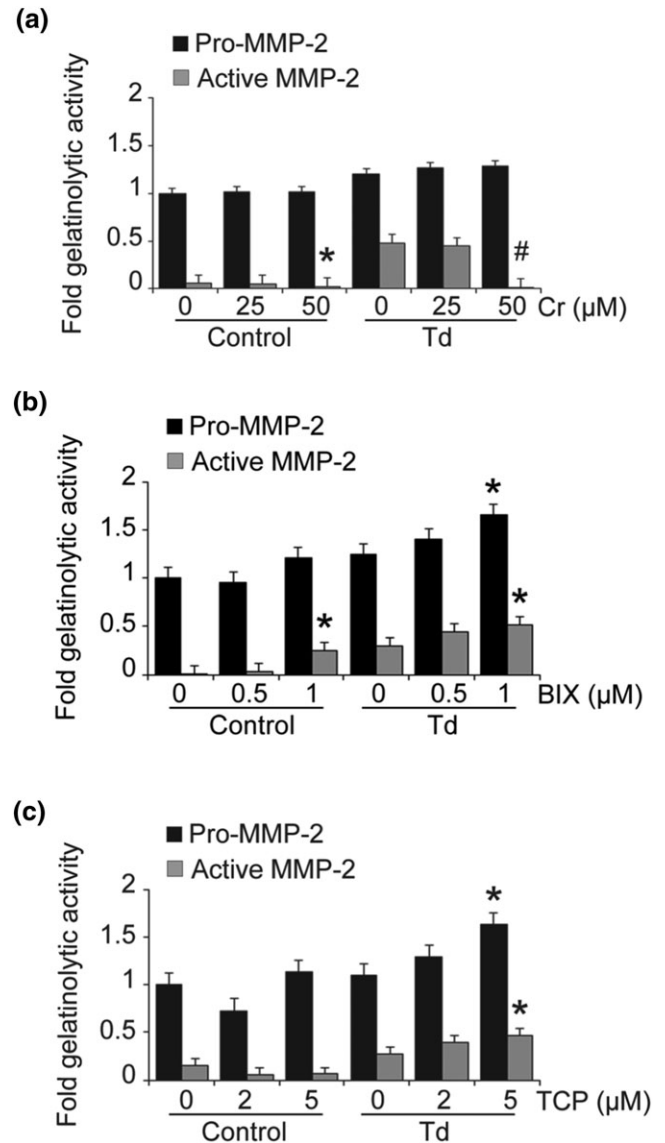 (a)
Pro-MMP-2
Active MMP-2
Fold gelatinolytic activity
2
1.5
1
0.5
0
*
#
0 25 50 0 25 50 Cr (µM)
Control Td
(b)
Pro-MMP-2
Active MMP-2
Fold gelatinolytic activity
2
1.5
1
0.5
0
*
*
*
0 0.5 1 0 0.5 1 BIX (µM)
Control Td
(c)
Pro-MMP-2
Active MMP-2
Fold gelatinolytic activity
2
1.5
1
0.5
0
*
*
0 2 5 0 2 5 TCP (µM)
Control Td